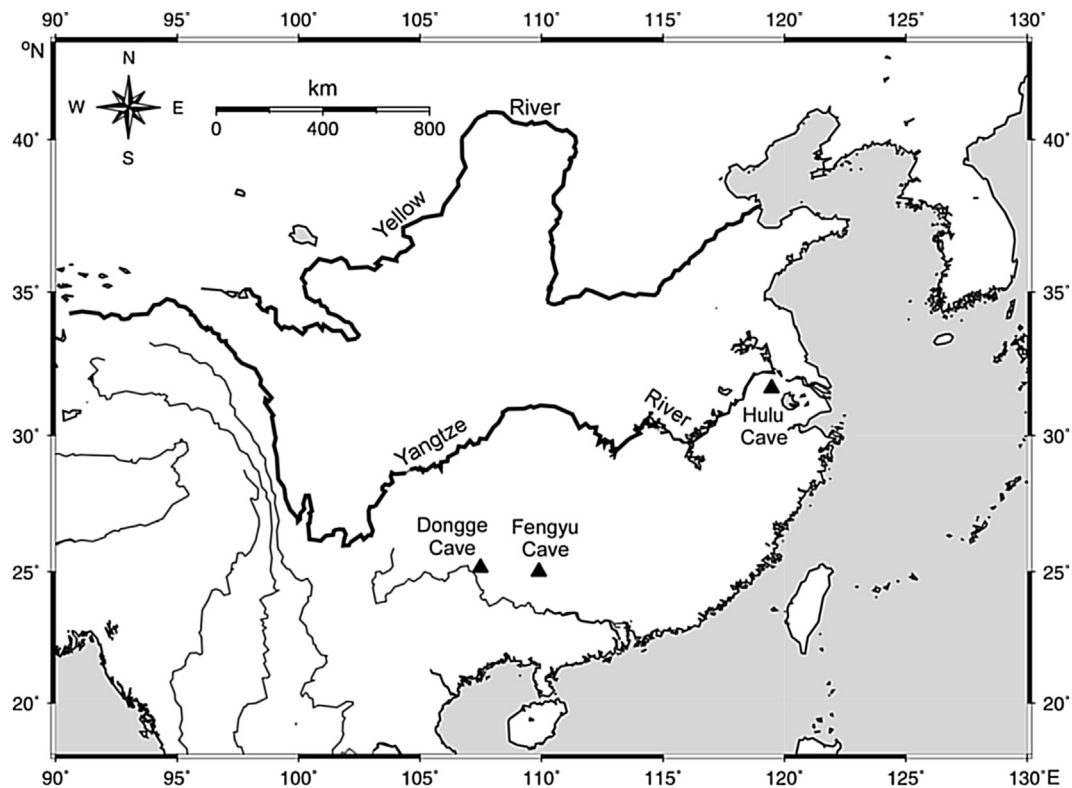 90° 95° 100° 105° 110° 115° 120° 125° 130°
oN
N
W E
S
km
0 400 800
River
40° 40°
Yellow
35° 35°
River
Hulu
Cave
Yangtze
30° 30°
Dongge
Cave
Fengyu
Cave
25° 25°
20° 20°
90° 95° 100° 105° 110° 115° 120° 125° 130°E